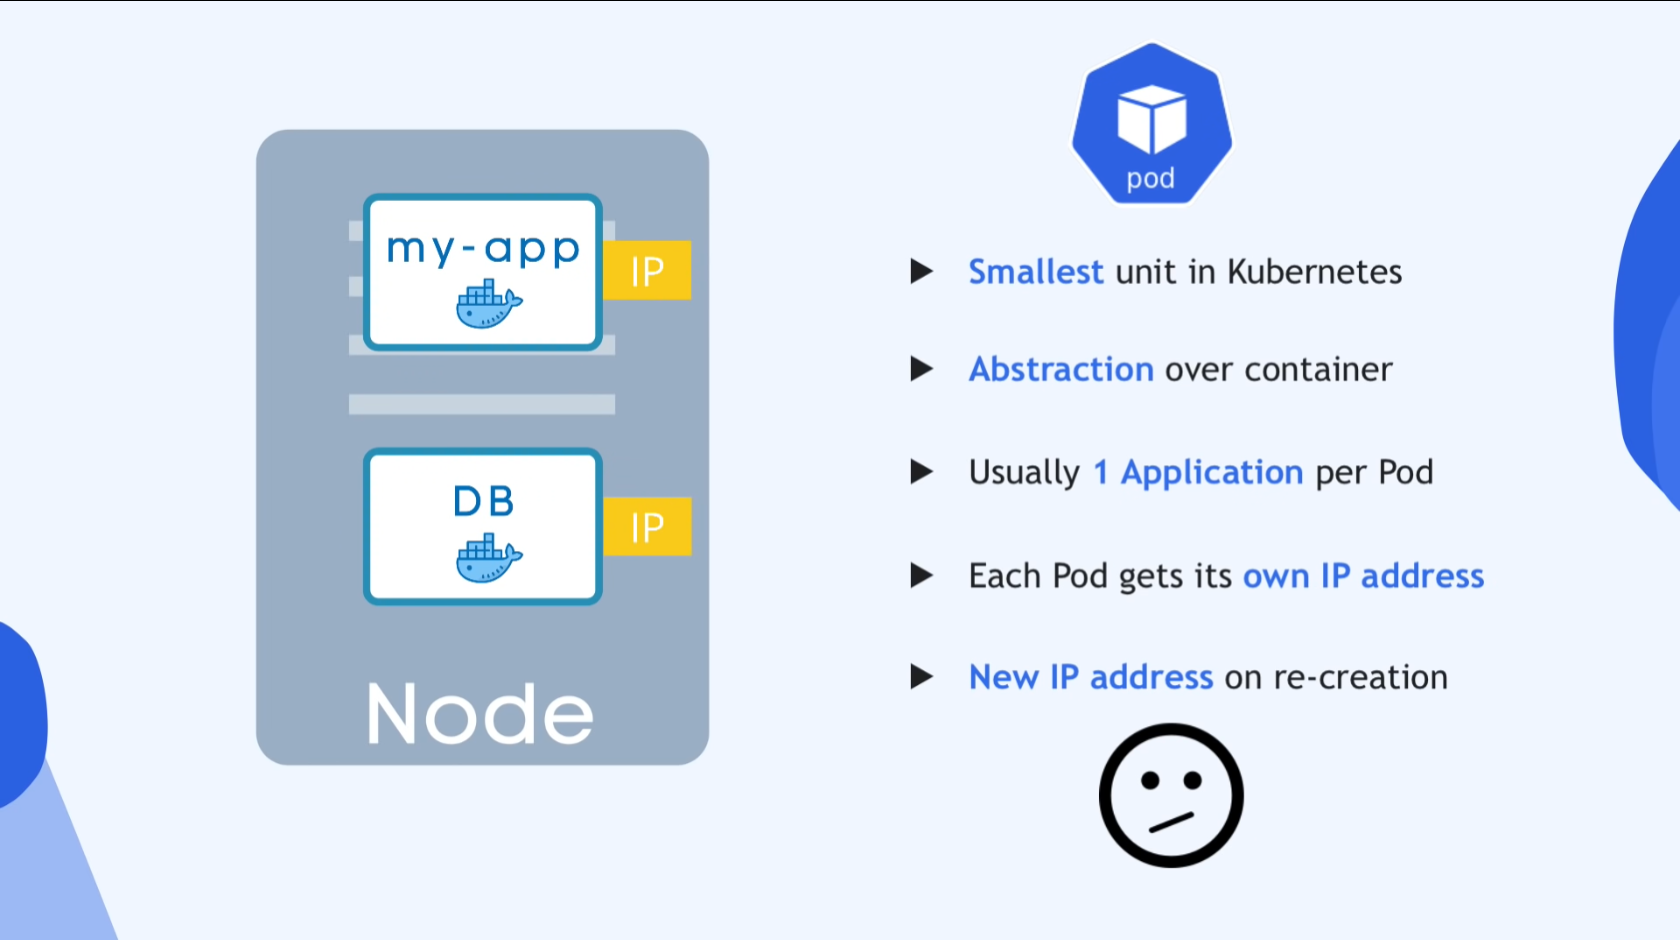 my-app
IP
DB
IP
Node
pod
Smallest unit in Kubernetes
Abstraction over container
Usually 1 Application per Pod
Each Pod gets its own IP address
New IP address on re-creation